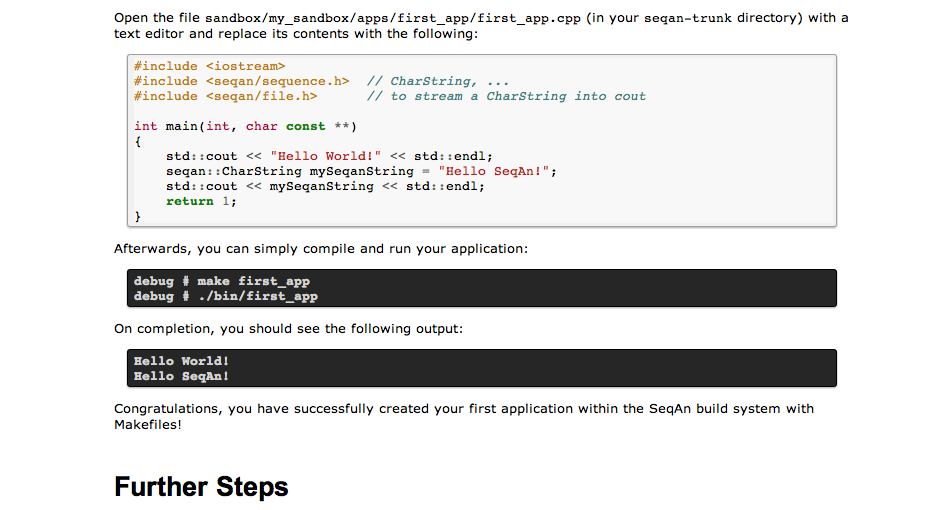 Open the file sandbox/my_sandbox/apps/first_app/first_app.cpp (in your seqan-trunk directory) with a
text editor and replace its contents with the following:
#include <iostream>
#include <seqan/sequence.h>  // CharString, ...
#include <seqan/file.h>      // to stream a CharString into cout
int main(int, char const **)
{
    std::cout << "Hello World!" << std::endl;
    seqan::CharString mySeqanString = "Hello SeqAn!";
    std::cout << mySeqanString << std::endl;
    return 1;
}
Afterwards, you can simply compile and run your application:
debug # make first_app
debug # ./bin/first_app
On completion, you should see the following output:
Hello World!
Hello SeqAn!
Congratulations, you have successfully created your first application within the SeqAn build system with
Makefiles!
Further Steps